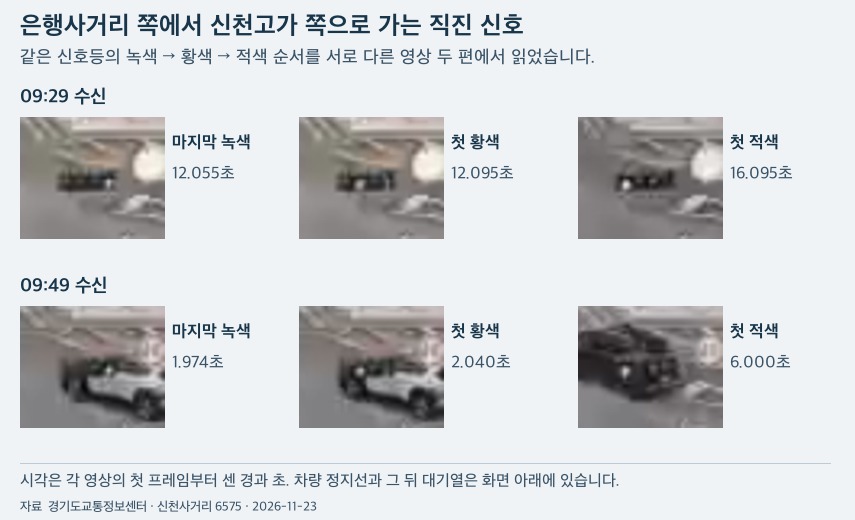 은행사거리 쪽에서 신천고가 쪽으로 가는 직진 신호
같은 신호등의 녹색 → 황색 → 적색 순서를 서로 다른 영상 두 편에서 읽었습니다.
09:29 수신
마지막 녹색
12.055초
첫 황색
12.095초
첫 적색
16.095초
09:49 수신
마지막 녹색
1.974초
첫 황색
2.040초
첫 적색
6.000초
시각은 각 영상의 첫 프레임부터 센 경과 초. 차량 정지선과 그 뒤 대기열은 화면 아래에 있습니다.
자료 경기도교통정보센터 · 신천사거리 6575 · 2026-11-23